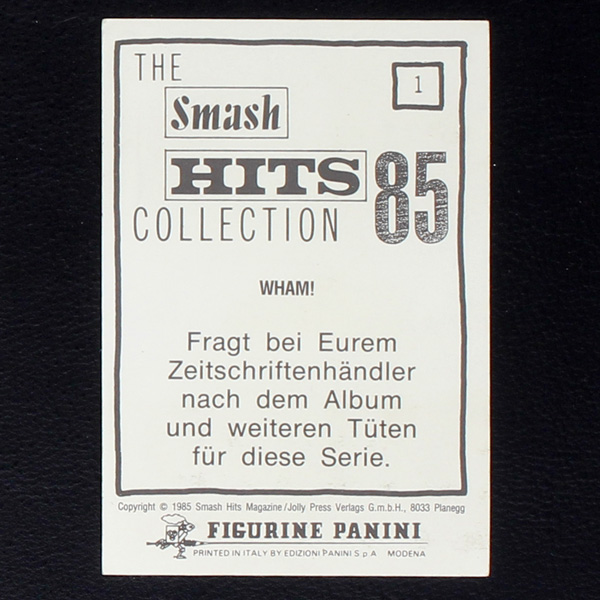 THE
1
Smash
HITS
85
COLLECTION
WHAM!
Fragt bei Eurem
Zeitschriftenhändler
nach dem Album
und weiteren Tüten
für diese Serie.
Copyright © 1985 Smash Hits Magazine/Jolly Press Verlags G.m.b.H., 8033 Planegg
FIGURINE PANINI
PRINTED IN ITALY BY EDIZIONI PANINI S.p.A. MODENA